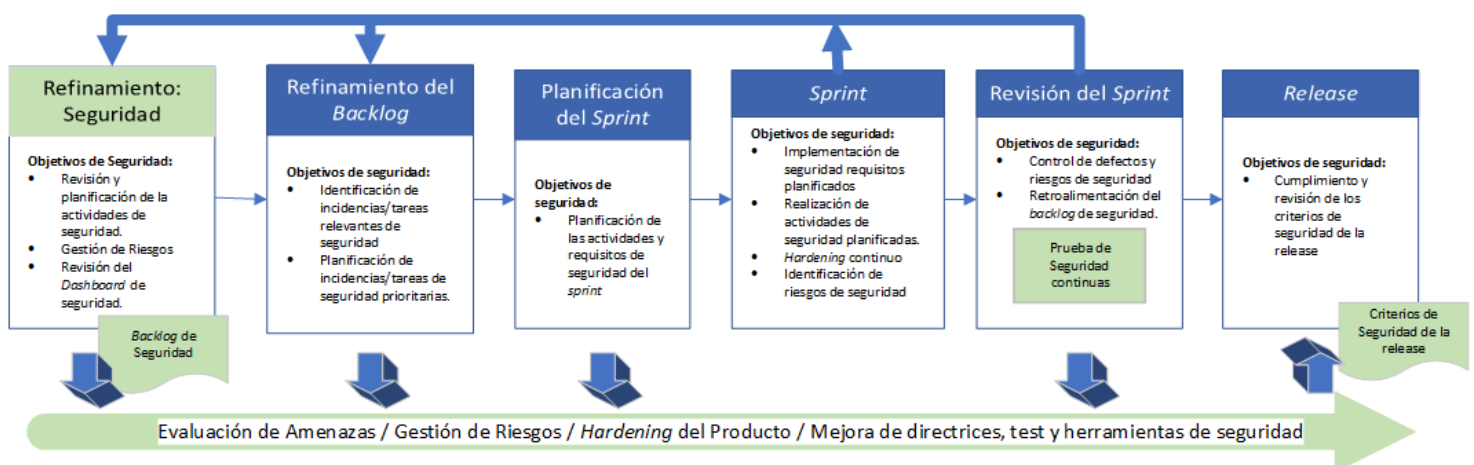 Refinamiento:
Seguridad
Objetivos de Seguridad:
• Revisión y
planificación de la
actividades de
seguridad.
• Gestión de Riesgos
• Revisión del
Dashboard de
seguridad.
Backlog de
Seguridad
Refinamiento del
Backlog
Objetivos de seguridad:
• Identificación de
incidencias/tareas
relevantes de
seguridad
• Planificación de
incidencias/tareas de
seguridad prioritarias.
Planificación
del Sprint
Objetivos de
seguridad:
• Planificación de
las actividades y
requisitos de
seguridad del
sprint
Sprint
Objetivos de seguridad:
• Implementación de
seguridad requisitos
planificados
• Realización de
actividades de
seguridad planificadas.
• Hardening continuo
• Identificación de
riesgos de seguridad
Revisión del Sprint
Objetivos de seguridad:
• Control de defectos y
riesgos de seguridad
• Retroalimentación del
backlog de seguridad.
Prueba de
Seguridad
continuas
Release
Objetivos de seguridad:
• Cumplimiento y
revisión de los
criterios de
seguridad de la
release
Criterios de
Seguridad de la
release
Evaluación de Amenazas / Gestión de Riesgos / Hardening del Producto / Mejora de directrices, test y herramientas de seguridad